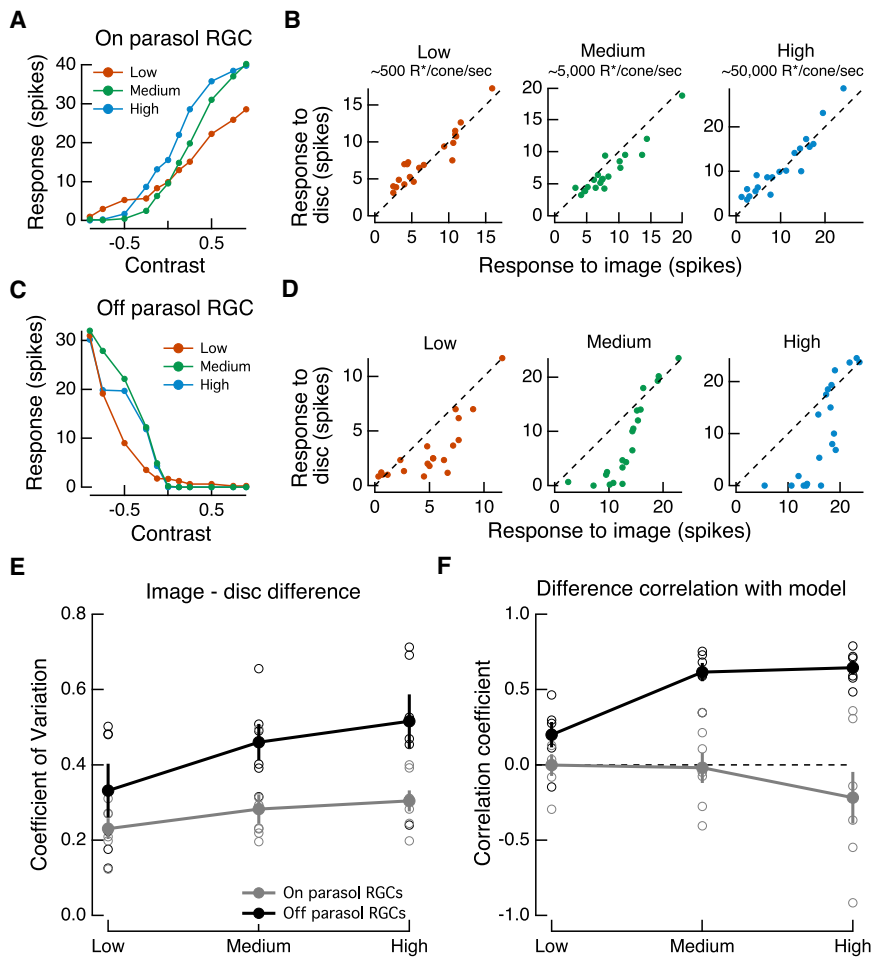 A
On parasol RGC
Low
Medium
High
Response (spikes)
40
30
20
10
0
-0.5
0.5
Contrast
B
Low
~500 R*/cone/sec
Medium
~5,000 R*/cone/sec
High
~50,000 R*/cone/sec
Response to
disc (spikes)
15
10
5
0
0
5
10
15
20
15
10
5
0
0
5
10
15
20
20
10
0
0
10
20
Response to image (spikes)
C
Off parasol RGC
Low
Medium
High
Response (spikes)
30
20
10
0
-0.5
0.5
Contrast
D
Low
Medium
High
Response to
disc (spikes)
10
5
0
0
5
10
20
10
0
0
10
20
20
10
0
0
10
20
Response to image (spikes)
E
Image - disc difference
Coefficient of Variation
0.8
0.6
0.4
0.2
0.0
On parasol RGCs
Off parasol RGCs
Low
Medium
High
F
Difference correlation with model
Correlation coefficient
1.0
0.5
0.0
-0.5
-1.0
Low
Medium
High